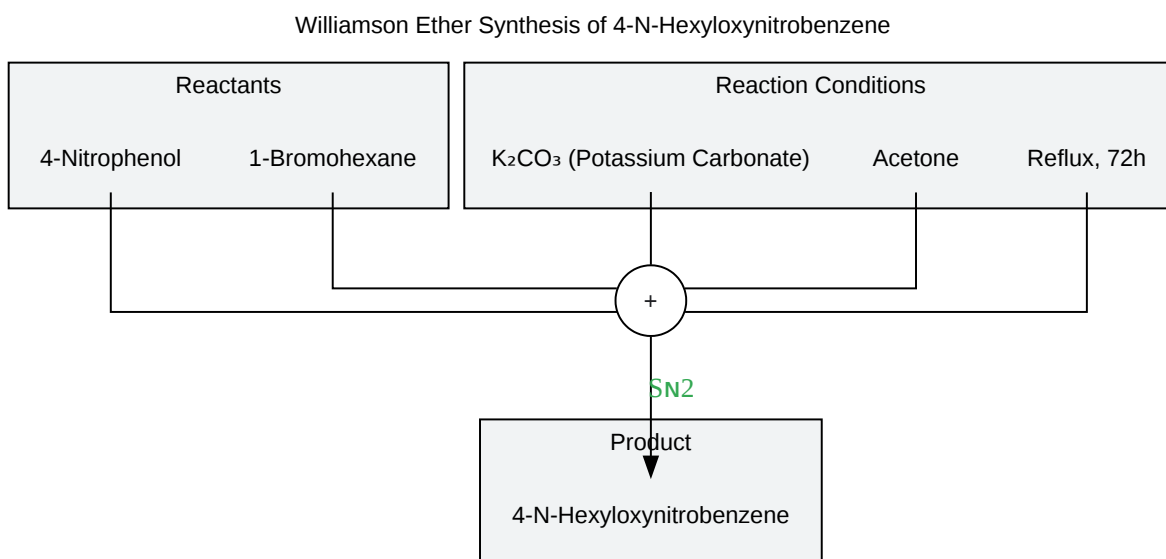 Williamson Ether Synthesis of 4-N-Hexyloxynitrobenzene
Reactants
4-Nitrophenol
1-Bromohexane
Reaction Conditions
K₂CO₃ (Potassium Carbonate)
Acetone
Reflux, 72h
+
Sɴ2
Product
4-N-Hexyloxynitrobenzene